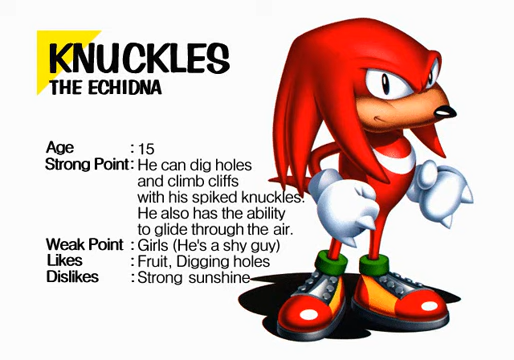 KNUCKLES
THE ECHIDNA
Age : 15
Strong Point : He can dig holes
and climb cliffs
with his spiked knuckles.
He also has the ability
to glide through the air.
Weak Point : Girls (He's a shy guy)
Likes : Fruit, Digging holes
Dislikes : Strong sunshine